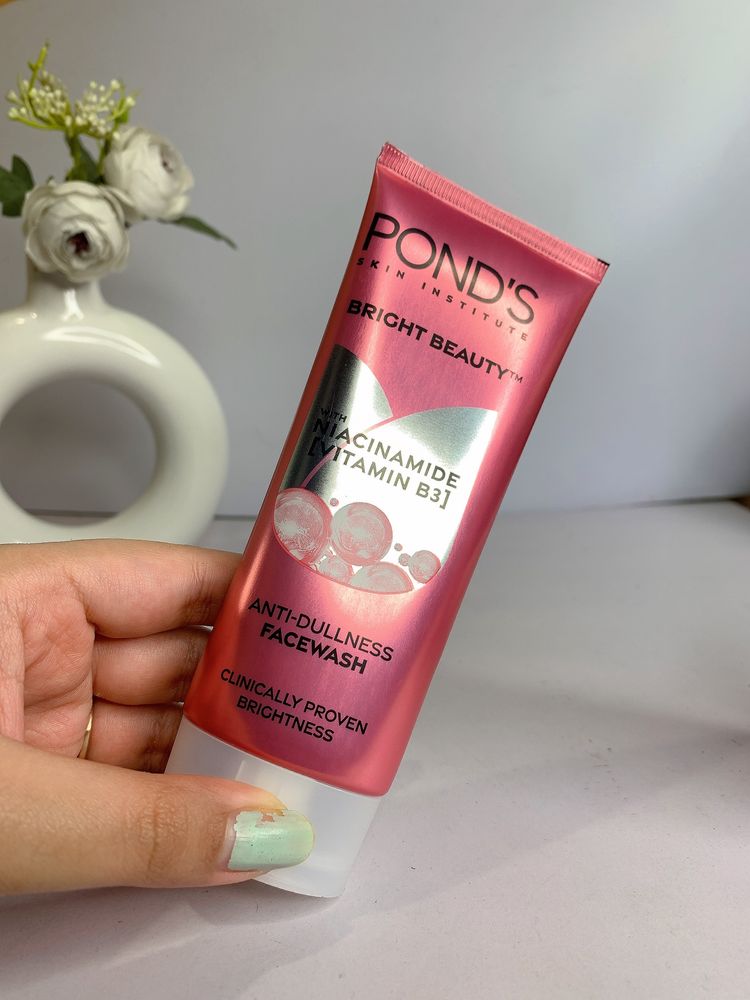 POND'S
SKIN INSTITUTE
BRIGHT BEAUTY™
WITH
NIACINAMIDE
[VITAMIN B3]
ANTI-DULLNESS
FACEWASH
CLINICALLY PROVEN
BRIGHTNESS